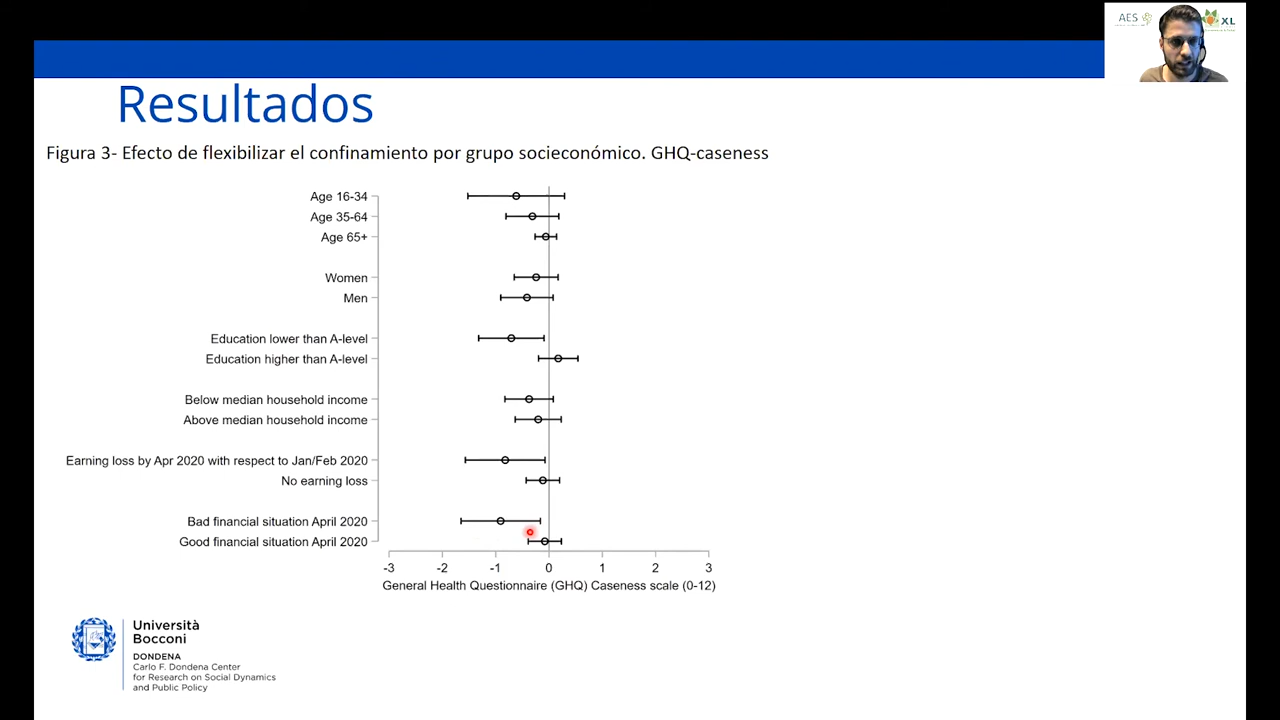 AES
XL
Resultados
Figura 3- Efecto de flexibilizar el confinamiento por grupo socieconómico. GHQ-caseness
Age 16-34
Age 35-64
Age 65+
Women
Men
Education lower than A-level
Education higher than A-level
Below median household income
Above median household income
Earning loss by Apr 2020 with respect to Jan/Feb 2020
No earning loss
Bad financial situation April 2020
Good financial situation April 2020
-3 -2 -1 0 1 2 3
General Health Questionnaire (GHQ) Caseness scale (0-12)
Università
Bocconi
DONDENA
Carlo F. Dondena Center
for Research on Social Dynamics
and Public Policy